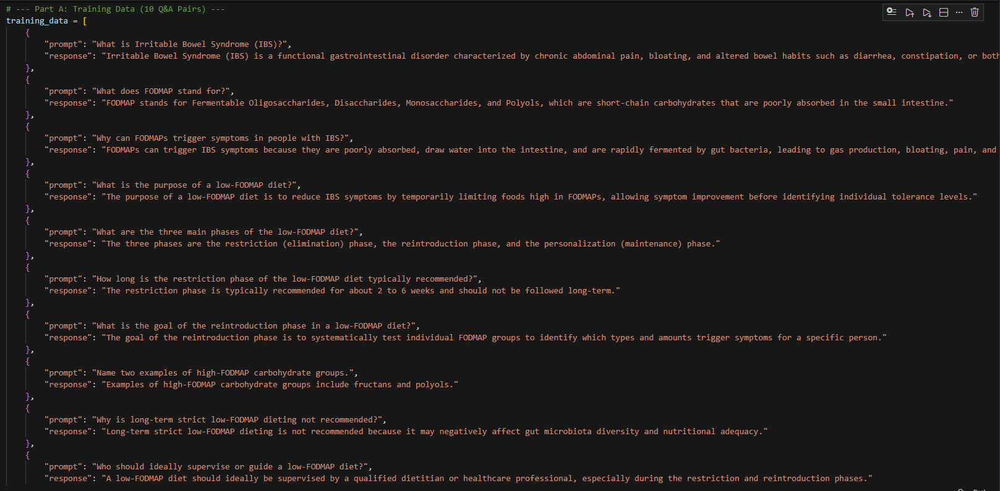 # --- Part A: Training Data (10 Q&A Pairs) ---
training_data = [
    {
        "prompt": "What is Irritable Bowel Syndrome (IBS)?",
        "response": "Irritable Bowel Syndrome (IBS) is a functional gastrointestinal disorder characterized by chronic abdominal pain, bloating, and altered bowel habits such as diarrhea, constipation, or both
    },
    {
        "prompt": "What does FODMAP stand for?",
        "response": "FODMAP stands for Fermentable Oligosaccharides, Disaccharides, Monosaccharides, and Polyols, which are short-chain carbohydrates that are poorly absorbed in the small intestine."
    },
    {
        "prompt": "Why can FODMAPs trigger symptoms in people with IBS?",
        "response": "FODMAPs can trigger IBS symptoms because they are poorly absorbed, draw water into the intestine, and are rapidly fermented by gut bacteria, leading to gas production, bloating, pain, and
    },
    {
        "prompt": "What is the purpose of a low-FODMAP diet?",
        "response": "The purpose of a low-FODMAP diet is to reduce IBS symptoms by temporarily limiting foods high in FODMAPs, allowing symptom improvement before identifying individual tolerance levels."
    },
    {
        "prompt": "What are the three main phases of the low-FODMAP diet?",
        "response": "The three phases are the restriction (elimination) phase, the reintroduction phase, and the personalization (maintenance) phase."
    },
    {
        "prompt": "How long is the restriction phase of the low-FODMAP diet typically recommended?",
        "response": "The restriction phase is typically recommended for about 2 to 6 weeks and should not be followed long-term."
    },
    {
        "prompt": "What is the goal of the reintroduction phase in a low-FODMAP diet?",
        "response": "The goal of the reintroduction phase is to systematically test individual FODMAP groups to identify which types and amounts trigger symptoms for a specific person."
    },
    {
        "prompt": "Name two examples of high-FODMAP carbohydrate groups.",
        "response": "Examples of high-FODMAP carbohydrate groups include fructans and polyols."
    },
    {
        "prompt": "Why is long-term strict low-FODMAP dieting not recommended?",
        "response": "Long-term strict low-FODMAP dieting is not recommended because it may negatively affect gut microbiota diversity and nutritional adequacy."
    },
    {
        "prompt": "Who should ideally supervise or guide a low-FODMAP diet?",
        "response": "A low-FODMAP diet should ideally be supervised by a qualified dietitian or healthcare professional, especially during the restriction and reintroduction phases."